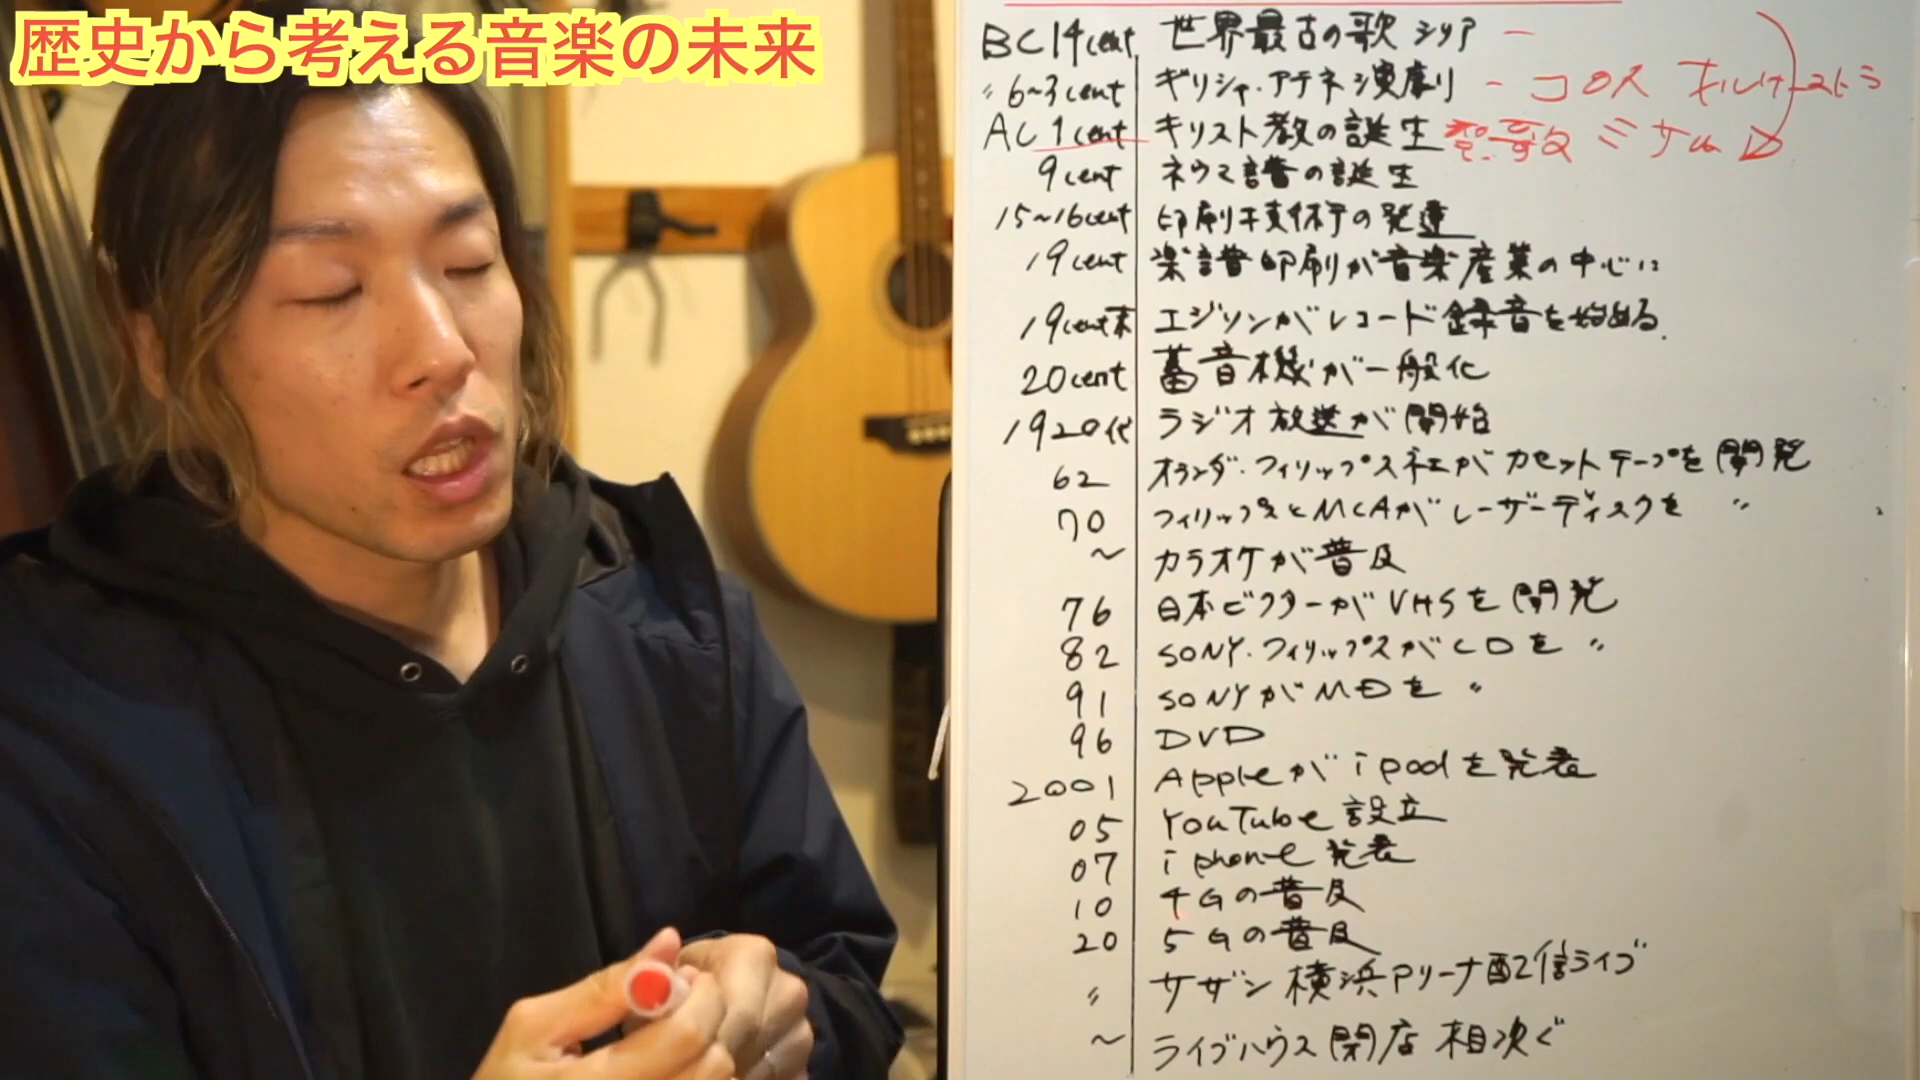 歴史から考える音楽の未来
BC14cent 世界最古の歌 シリア ー
〃 6~3cent ギリシャ・アテネシ演劇 - コロス オルケーストラ
AC1cent キリスト教の誕生 ミサ
9cent ネウマ譜の誕生
15~16cent 印刷技術の発達
19cent 楽譜印刷が音楽産業の中心に
19cent末 エジソンがレコード録音を始める.
20cent 蓄音機が一般化
1920代 ラジオ放送が開始
62 オランダ・フィリップス社がカセットテープを開発
70 フィリップスとMCAがレーザーディスクを 〃
~ カラオケが普及
76 日本ビクターがVHSを開発
82 SONY・フィリップスがCDを 〃
91 SONYがMDを 〃
96 DVD
2001 Appleがipodを発表
05 YouTube設立
07 iphone発表
10 4Gの普及
20 5Gの普及
〃 サザン横浜アリーナ配信ライブ
~ ライブハウス閉店相次ぐ